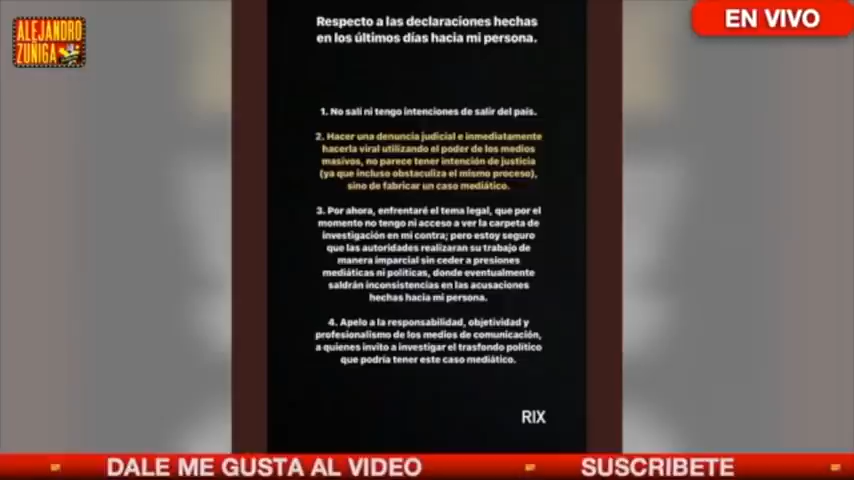 ALEJANDRO
ZUÑIGA
EN VIVO
Respecto a las declaraciones hechas
en los últimos días hacia mi persona.
1. No salí ni tengo intenciones de salir del país.
2. Hacer una denuncia judicial e inmediatamente
hacerla viral utilizando el poder de los medios
masivos, no parece tener intención de justicia
(ya que incluso obstaculiza el mismo proceso),
sino de fabricar un caso mediático.
3. Por ahora, enfrentaré el tema legal, que por el
momento no tengo ni acceso a ver la carpeta de
investigación en mi contra; pero estoy seguro
que las autoridades realizaran su trabajo de
manera imparcial sin ceder a presiones
mediáticas ni políticas, donde eventualmente
saldrán inconsistencias en las acusaciones
hechas hacia mi persona.
4. Apelo a la responsabilidad, objetividad y
profesionalismo de los medios de comunicación,
a quienes invito a investigar el trasfondo político
que podría tener este caso mediático.
RIX
DALE ME GUSTA AL VIDEO
SUSCRIBETE